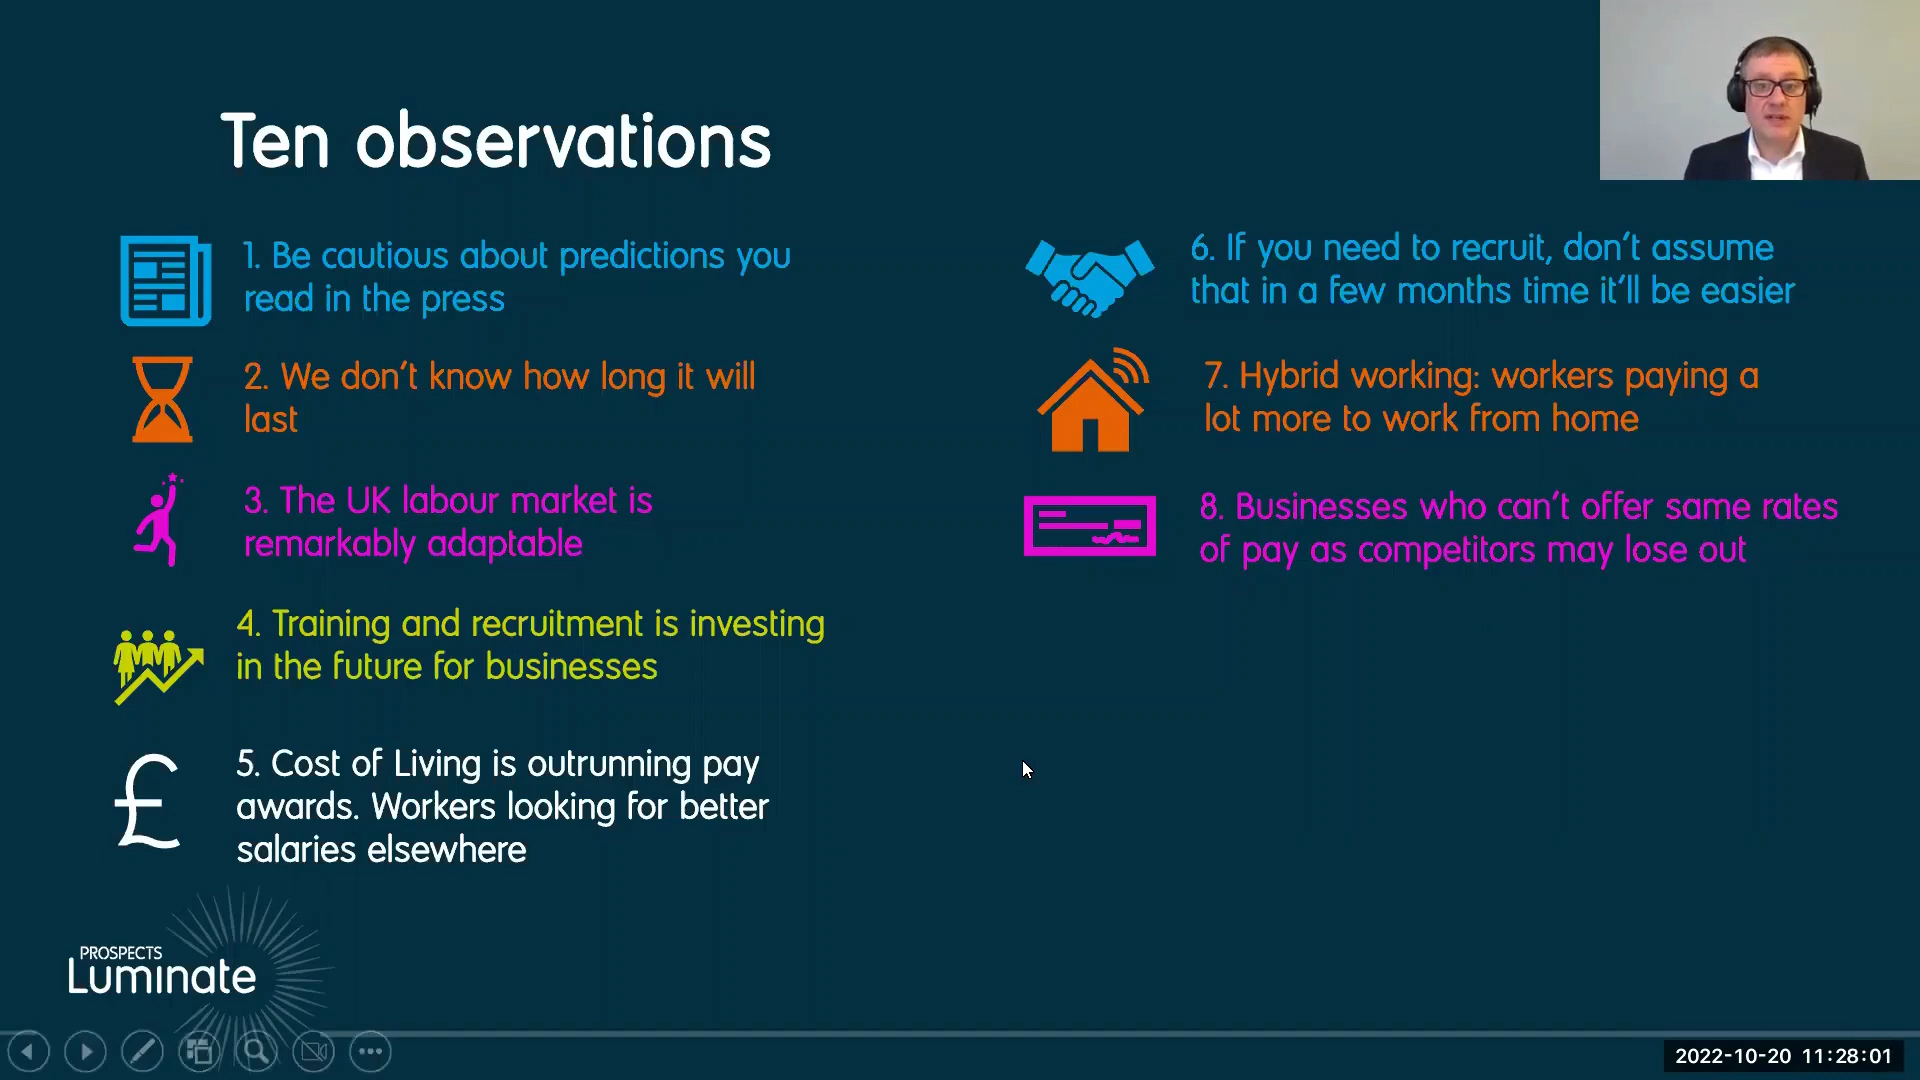 Ten observations
1. Be cautious about predictions you
read in the press
2. We don't know how long it will
last
3. The UK labour market is
remarkably adaptable
4. Training and recruitment is investing
in the future for businesses
£
5. Cost of Living is outrunning pay
awards. Workers looking for better
salaries elsewhere
6. If you need to recruit, don't assume
that in a few months time it'll be easier
7. Hybrid working: workers paying a
lot more to work from home
8. Businesses who can't offer same rates
of pay as competitors may lose out
PROSPECTS
Luminate
2022-10-20 11:28:01